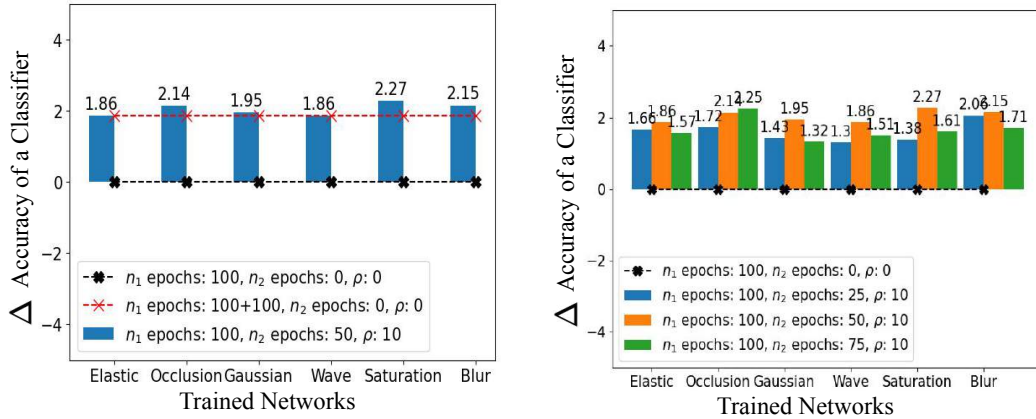 4
2
0
−2
−4
Δ Accuracy of a Classifier
1.86
2.14
1.95
1.86
2.27
2.15
n₁ epochs: 100, n₂ epochs: 0, ρ: 0
n₁ epochs: 100+100, n₂ epochs: 0, ρ: 0
n₁ epochs: 100, n₂ epochs: 50, ρ: 10
Elastic Occlusion Gaussian Wave Saturation Blur
Trained Networks
4
2
0
−2
−4
Δ Accuracy of a Classifier
1.66 1.86 1.57
1.72 2.14 2.25
1.43 1.95 1.32
1.3 1.86 1.51
1.38 2.27 1.61
2.06 2.15 1.71
n₁ epochs: 100, n₂ epochs: 0, ρ: 0
n₁ epochs: 100, n₂ epochs: 25, ρ: 10
n₁ epochs: 100, n₂ epochs: 50, ρ: 10
n₁ epochs: 100, n₂ epochs: 75, ρ: 10
Elastic Occlusion Gaussian Wave Saturation Blur
Trained Networks